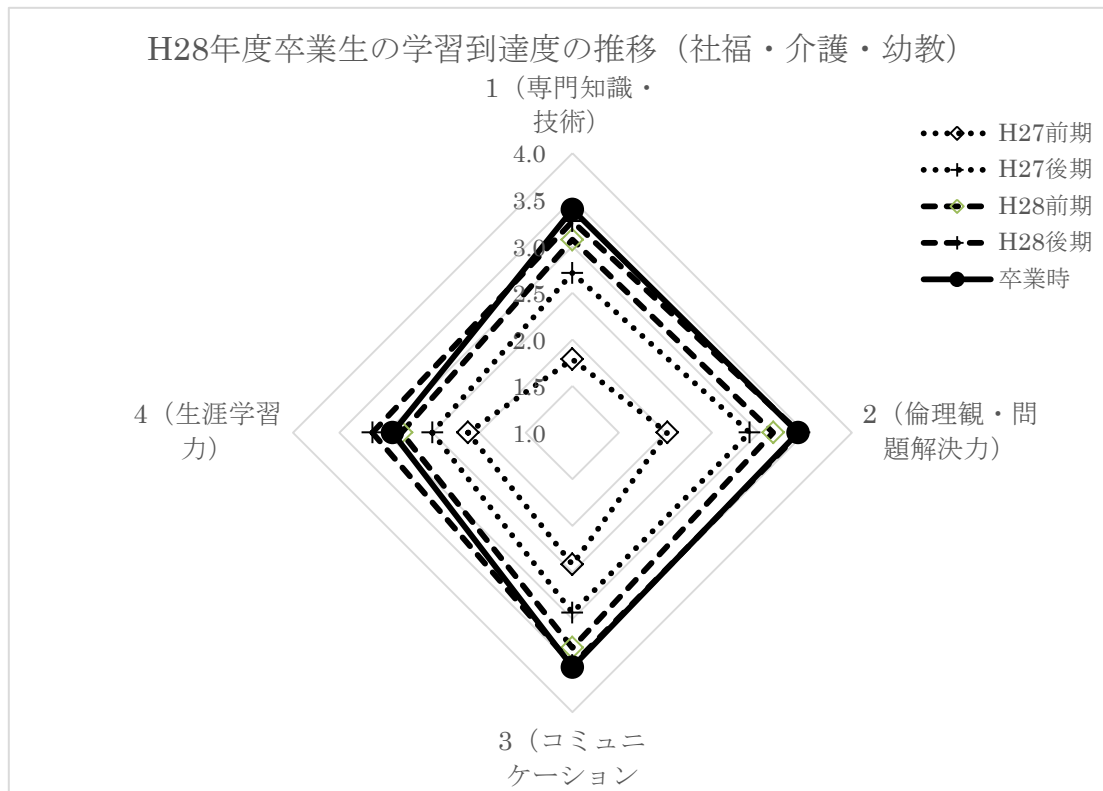 H28年度卒業生の学習到達度の推移（社福・介護・幼教）
1（専門知識・
技術）
H27前期
H27後期
H28前期
H28後期
卒業時
4.0
3.5
3.0
2.5
2.0
1.5
1.0
4（生涯学習
力）
2（倫理観・問
題解決力）
3（コミュニ
ケーション